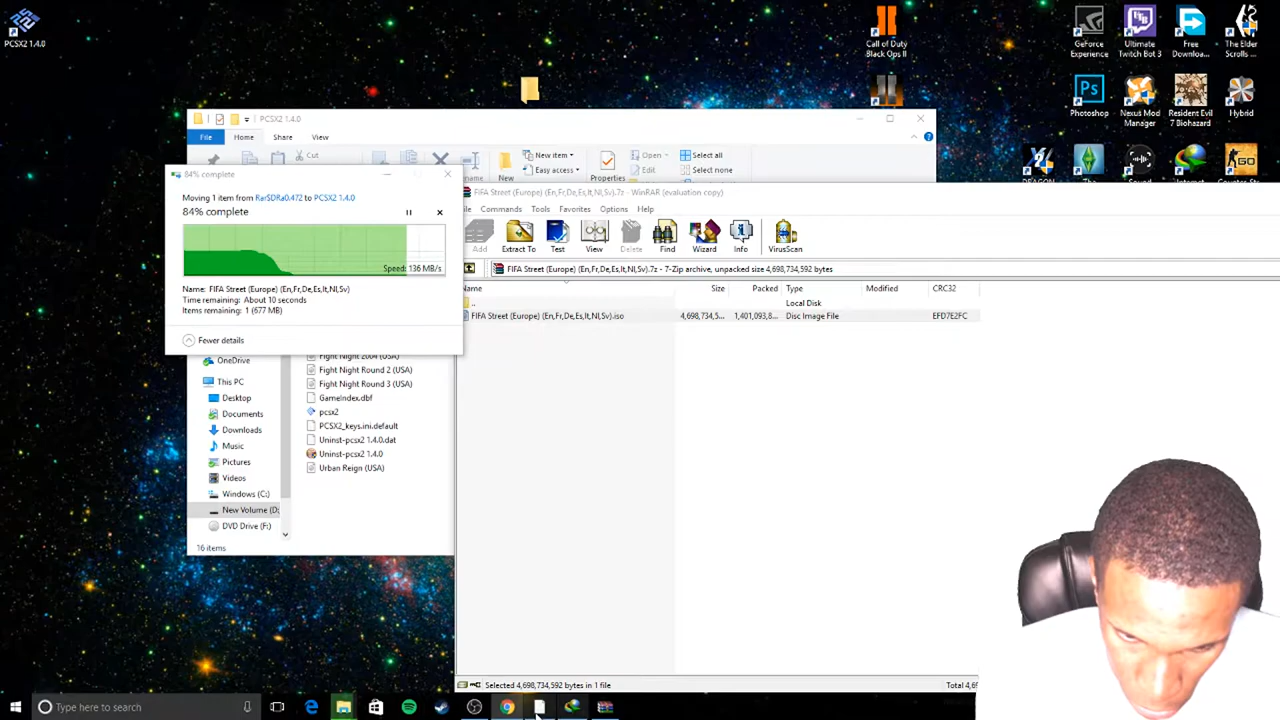 PCSX2 1.4.0
Call of Duty
Black Ops II
GeForce
Experience
Ultimate
Twitch Bot 3
Free
Downloa...
The Elder
Scrolls ...
Photoshop
Nexus Mod
Manager
Resident Evil
7 Biohazard
Hybrid
PCSX2 1.4.0
File
Home
Share
View
Cut
New item
Easy access
New
Properties
Open
Edit
Select all
Select none
84% complete
Moving 1 item from Rar$DRa0.472 to PCSX2 1.4.0
84% complete
Speed: 136 MB/s
Name: FIFA Street (Europe) (En,Fr,De,Es,It,Nl,Sv)
Time remaining: About 10 seconds
Items remaining: 1 (677 MB)
Fewer details
FIFA Street (Europe) (En,Fr,De,Es,It,Nl,Sv).7z - WinRAR (evaluation copy)
Commands Tools Favorites Options Help
Add
Extract To
Test
View
Delete
Find
Wizard
Info
VirusScan
FIFA Street (Europe) (En,Fr,De,Es,It,Nl,Sv).7z - 7-Zip archive, unpacked size 4,698,734,592 bytes
Size Packed Type Modified CRC32
..
Local Disk
FIFA Street (Europe) (En,Fr,De,Es,It,Nl,Sv).iso 4,698,734,5... 1,401,093,8... Disc Image File EFD7E2FC
OneDrive
This PC
Desktop
Documents
Downloads
Music
Pictures
Videos
Windows (C:)
New Volume (D:
DVD Drive (F:)
Fight Night 2004 (USA)
Fight Night Round 2 (USA)
Fight Night Round 3 (USA)
GameIndex.dbf
pcsx2
PCSX2_keys.ini.default
Uninst-pcsx2 1.4.0.dat
Uninst-pcsx2 1.4.0
Urban Reign (USA)
16 items
Selected 4,698,734,592 bytes in 1 file
Type here to search